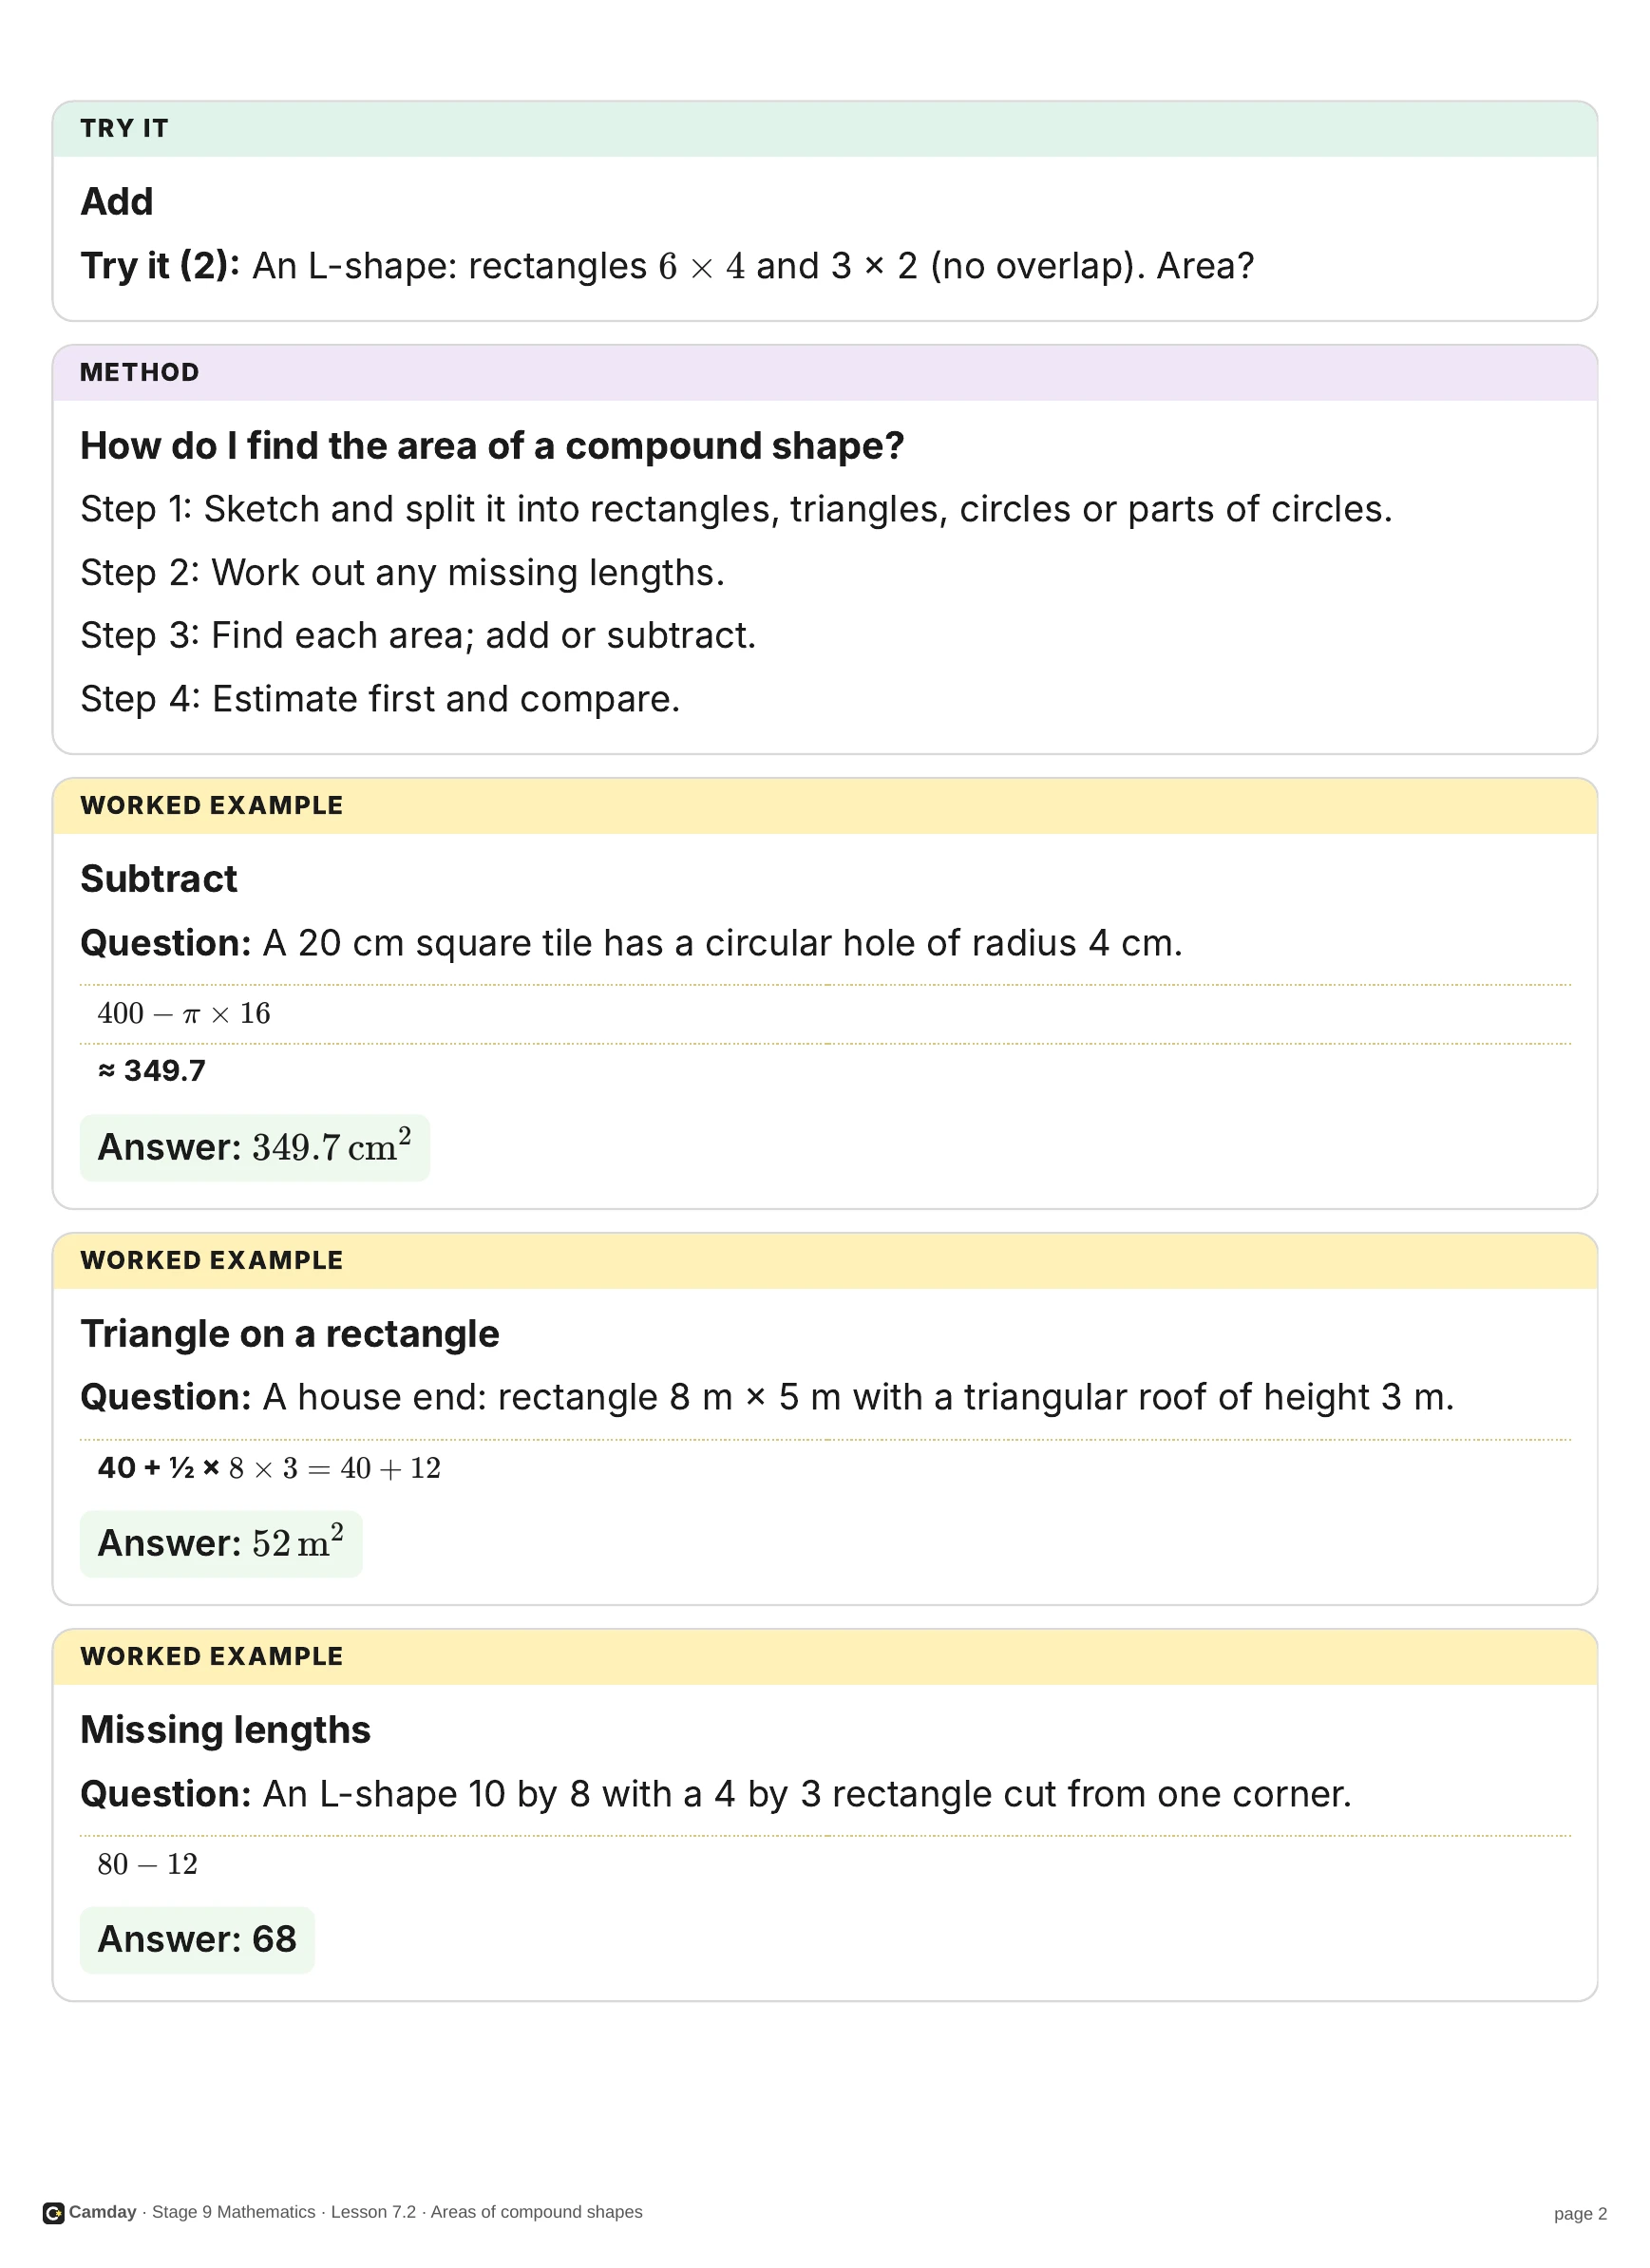 TRY IT
Add
Try it (2): An L-shape: rectangles 6 × 4 and 3 × 2 (no overlap). Area?
METHOD
How do I find the area of a compound shape?
Step 1: Sketch and split it into rectangles, triangles, circles or parts of circles.
Step 2: Work out any missing lengths.
Step 3: Find each area; add or subtract.
Step 4: Estimate first and compare.
WORKED EXAMPLE
Subtract
Question: A 20 cm square tile has a circular hole of radius 4 cm.
400 − π × 16
≈ 349.7
Answer: 349.7 cm²
WORKED EXAMPLE
Triangle on a rectangle
Question: A house end: rectangle 8 m × 5 m with a triangular roof of height 3 m.
40 + ½ × 8 × 3 = 40 + 12
Answer: 52 m²
WORKED EXAMPLE
Missing lengths
Question: An L-shape 10 by 8 with a 4 by 3 rectangle cut from one corner.
80 − 12
Answer: 68
Camday · Stage 9 Mathematics · Lesson 7.2 · Areas of compound shapes
page 2